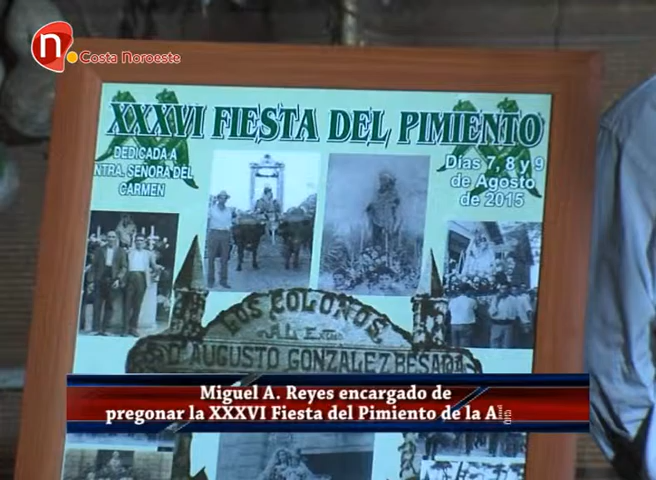 n Costa Noroeste
XXXVI FIESTA DEL PIMIENTO
DEDICADA A
NTRA. SEÑORA DEL
CARMEN
Días 7, 8 y 9
de Agosto
de 2015
LOS COLONOS
D. AUGUSTO GONZALEZ BESADA
Miguel A. Reyes encargado de
pregonar la XXXVI Fiesta del Pimiento de la A